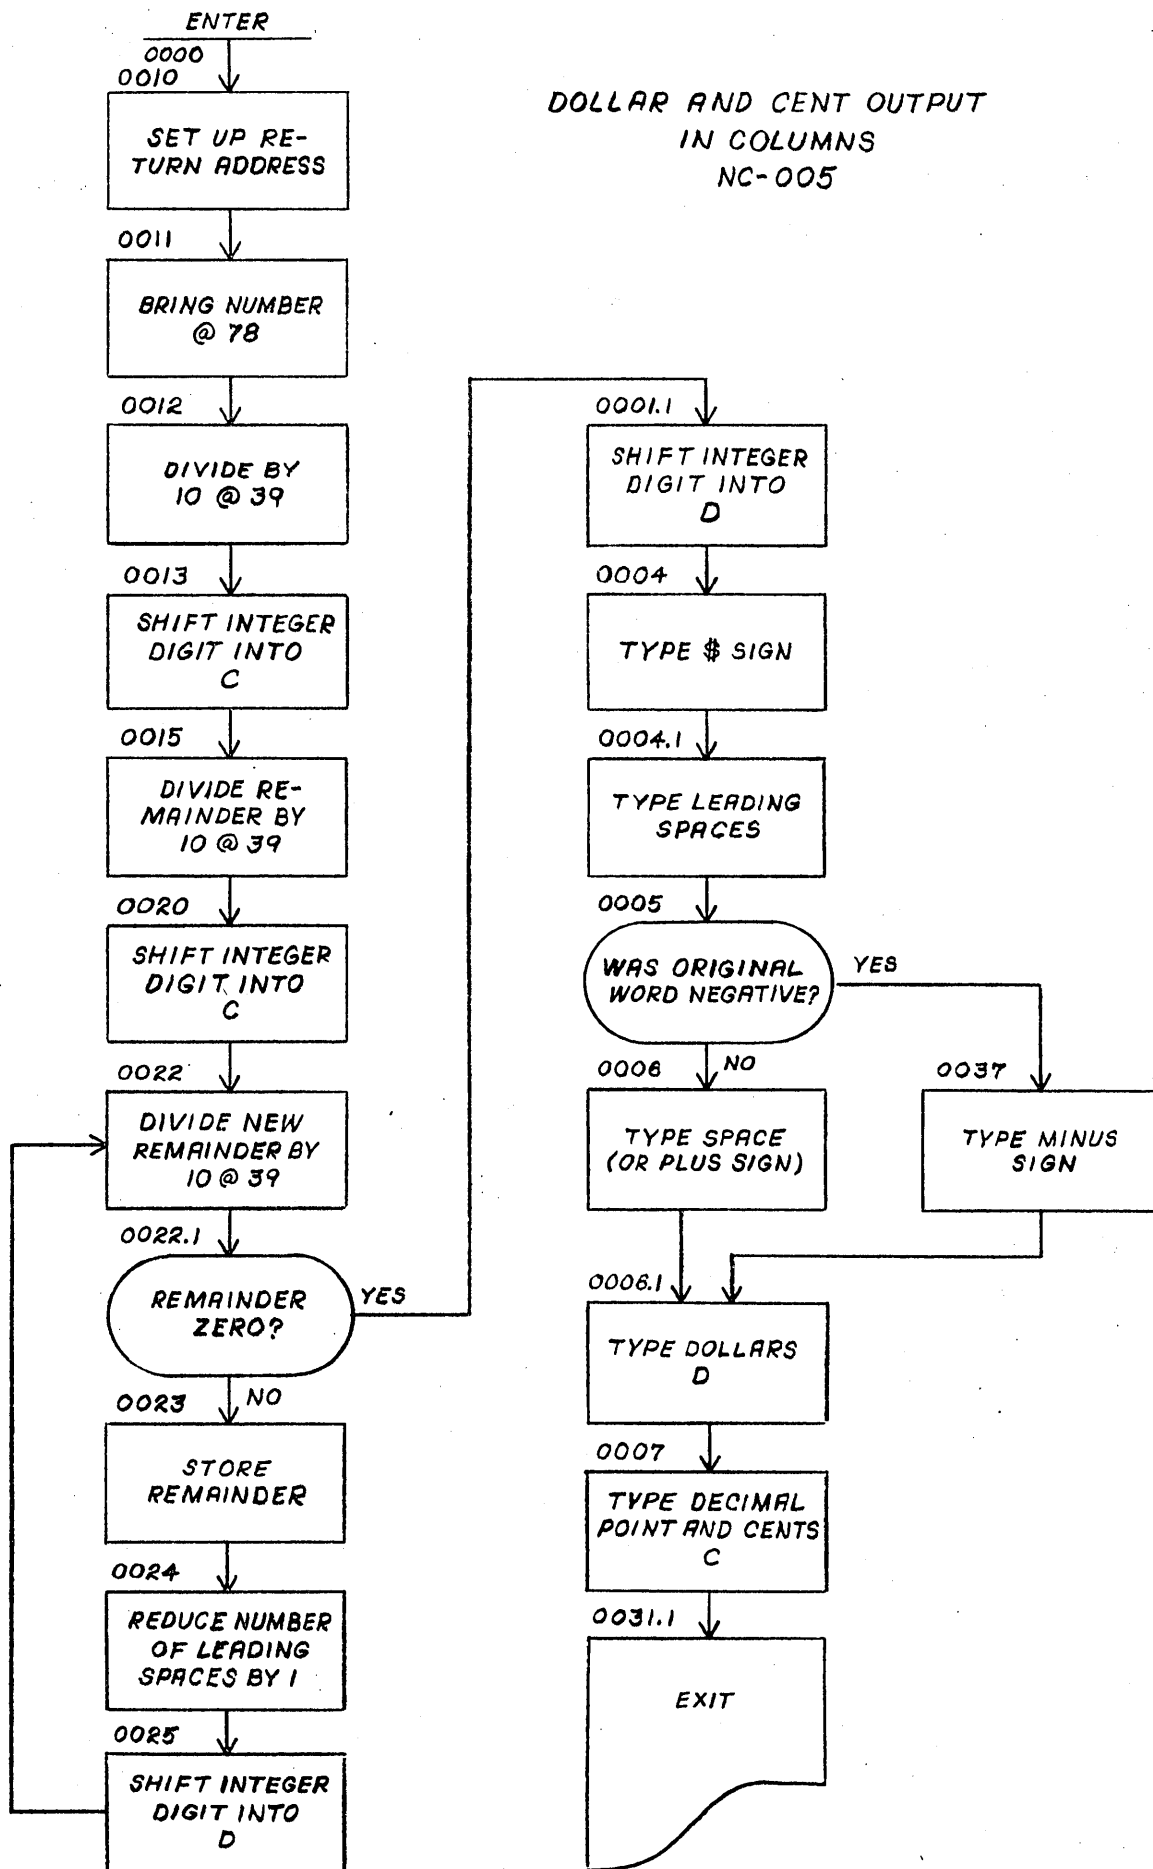 ENTER
0000
0010
SET UP RE-
TURN ADDRESS
0011
BRING NUMBER
@ 78
0012
DIVIDE BY
10 @ 39
0013
SHIFT INTEGER
DIGIT INTO
C
0015
DIVIDE RE-
MAINDER BY
10 @ 39
0020
SHIFT INTEGER
DIGIT INTO
C
0022
DIVIDE NEW
REMAINDER BY
10 @ 39
0022.1
REMAINDER
ZERO?
YES
NO
0023
STORE
REMAINDER
0024
REDUCE NUMBER
OF LEADING
SPACES BY 1
0025
SHIFT INTEGER
DIGIT INTO
D
DOLLAR AND CENT OUTPUT
IN COLUMNS
NC-005
0001.1
SHIFT INTEGER
DIGIT INTO
D
0004
TYPE $ SIGN
0004.1
TYPE LEADING
SPACES
0005
WAS ORIGINAL
WORD NEGATIVE?
YES
NO
0006
TYPE SPACE
(OR PLUS SIGN)
0037
TYPE MINUS
SIGN
0006.1
TYPE DOLLARS
D
0007
TYPE DECIMAL
POINT AND CENTS
C
0031.1
EXIT